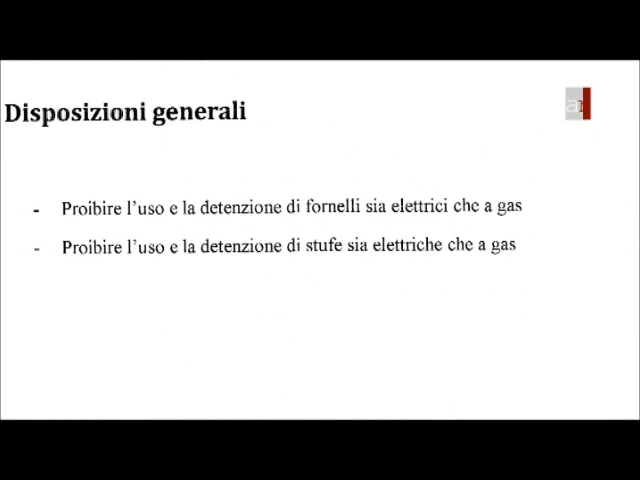 Disposizioni generali
ar
- Proibire l'uso e la detenzione di fornelli sia elettrici che a gas
- Proibire l'uso e la detenzione di stufe sia elettriche che a gas